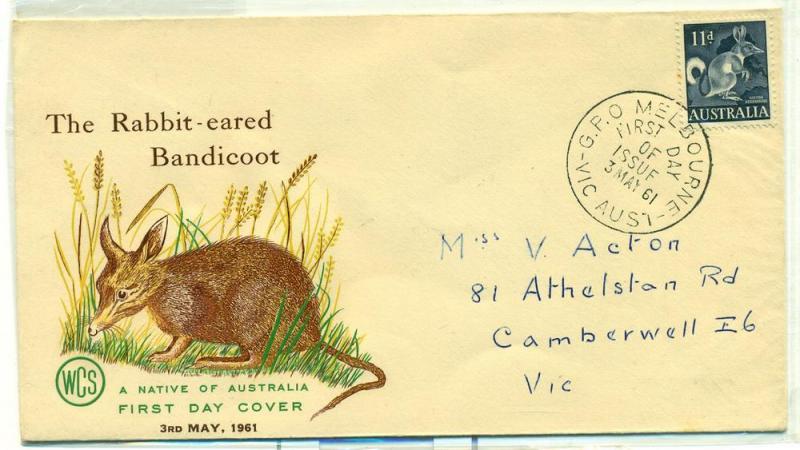 The Rabbit-eared
Bandicoot
WCS
A NATIVE OF AUSTRALIA
FIRST DAY COVER
3RD MAY, 1961
11d
AUSTRALIA
G.P.O MELBOURNE
VIC AUST
FIRST DAY
OF
ISSUE
3 MAY 61
Miss V. Acton
81 Athelstan Rd
Camberwell E6
Vic